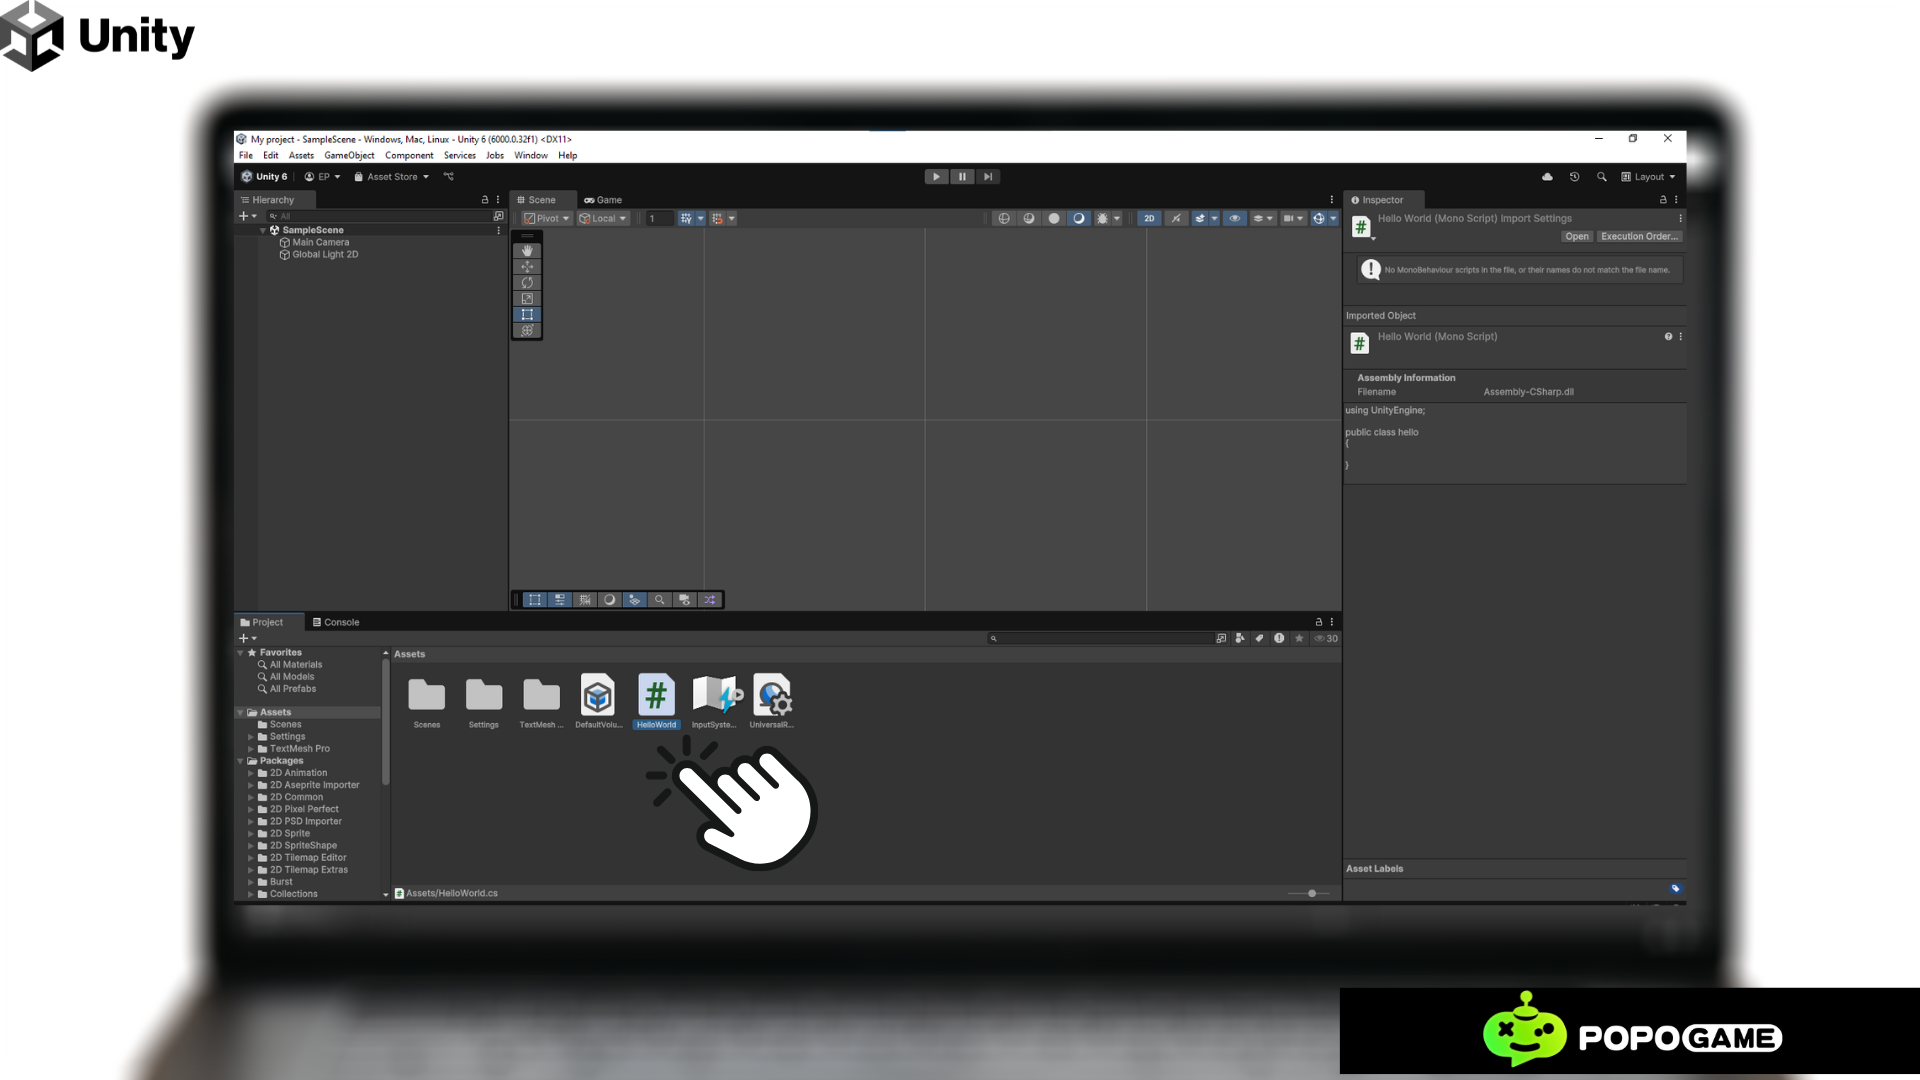 Unity
My project - SampleScene - Windows, Mac, Linux - Unity 6 (6000.0.32f1) <DX11>
File Edit Assets GameObject Component Services Jobs Window Help
Unity 6 EP Asset Store Layout
Hierarchy
Scene Game
Inspector
All
Pivot Local 1 2D
Hello World (Mono Script) Import Settings
Open Execution Order...
SampleScene
Main Camera
Global Light 2D
No MonoBehaviour scripts in the file, or their names do not match the file name.
Imported Object
Hello World (Mono Script)
Assembly Information
Filename Assembly-CSharp.dll
using UnityEngine;
public class hello
{
}
Project Console
30
Favorites
All Materials
All Models
All Prefabs
Assets
Scenes
Settings
TextMesh Pro
Packages
2D Animation
2D Aseprite Importer
2D Common
2D Pixel Perfect
2D PSD Importer
2D Sprite
2D SpriteShape
2D Tilemap Editor
2D Tilemap Extras
Burst
Collections
Assets
Scenes Settings TextMesh ... DefaultVolu... HelloWorld InputSyste... UniversalR...
Assets/HelloWorld.cs
Asset Labels
POPOGAME